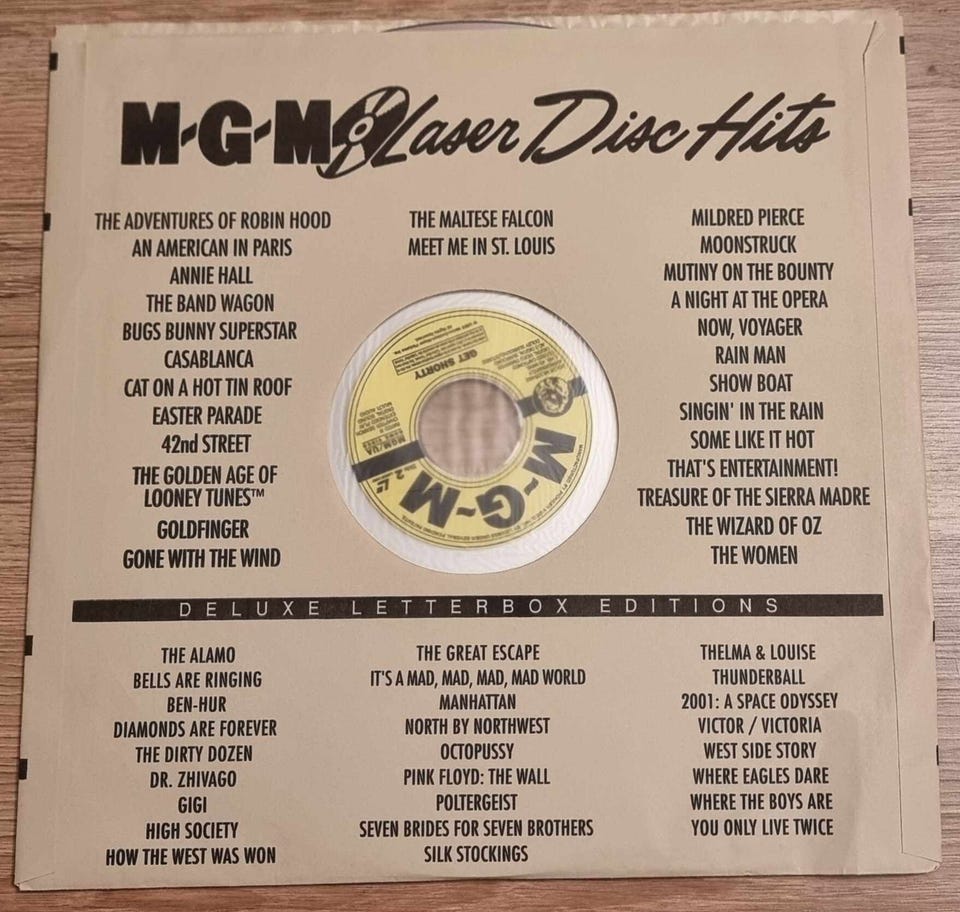 M-G-M Laser Disc Hits
THE ADVENTURES OF ROBIN HOOD
AN AMERICAN IN PARIS
ANNIE HALL
THE BAND WAGON
BUGS BUNNY SUPERSTAR
CASABLANCA
CAT ON A HOT TIN ROOF
EASTER PARADE
42nd STREET
THE GOLDEN AGE OF
LOONEY TUNES™
GOLDFINGER
GONE WITH THE WIND
THE MALTESE FALCON
MEET ME IN ST. LOUIS
GET SHORTY
MGM/UA
Side 2
M-G-M
MILDRED PIERCE
MOONSTRUCK
MUTINY ON THE BOUNTY
A NIGHT AT THE OPERA
NOW, VOYAGER
RAIN MAN
SHOW BOAT
SINGIN' IN THE RAIN
SOME LIKE IT HOT
THAT'S ENTERTAINMENT!
TREASURE OF THE SIERRA MADRE
THE WIZARD OF OZ
THE WOMEN
DELUXE LETTERBOX EDITIONS
THE ALAMO
BELLS ARE RINGING
BEN-HUR
DIAMONDS ARE FOREVER
THE DIRTY DOZEN
DR. ZHIVAGO
GIGI
HIGH SOCIETY
HOW THE WEST WAS WON
THE GREAT ESCAPE
IT'S A MAD, MAD, MAD, MAD WORLD
MANHATTAN
NORTH BY NORTHWEST
OCTOPUSSY
PINK FLOYD: THE WALL
POLTERGEIST
SEVEN BRIDES FOR SEVEN BROTHERS
SILK STOCKINGS
THELMA & LOUISE
THUNDERBALL
2001: A SPACE ODYSSEY
VICTOR / VICTORIA
WEST SIDE STORY
WHERE EAGLES DARE
WHERE THE BOYS ARE
YOU ONLY LIVE TWICE